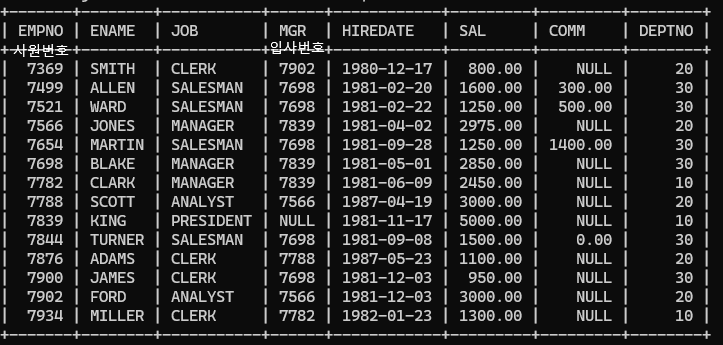 | EMPNO | ENAME | JOB | MGR | HIREDATE | SAL | COMM | DEPTNO |
사원번호 입사번호
| 7369 | SMITH | CLERK | 7902 | 1980-12-17 | 800.00 | NULL | 20 |
| 7499 | ALLEN | SALESMAN | 7698 | 1981-02-20 | 1600.00 | 300.00 | 30 |
| 7521 | WARD | SALESMAN | 7698 | 1981-02-22 | 1250.00 | 500.00 | 30 |
| 7566 | JONES | MANAGER | 7839 | 1981-04-02 | 2975.00 | NULL | 20 |
| 7654 | MARTIN | SALESMAN | 7698 | 1981-09-28 | 1250.00 | 1400.00 | 30 |
| 7698 | BLAKE | MANAGER | 7839 | 1981-05-01 | 2850.00 | NULL | 30 |
| 7782 | CLARK | MANAGER | 7839 | 1981-06-09 | 2450.00 | NULL | 10 |
| 7788 | SCOTT | ANALYST | 7566 | 1987-04-19 | 3000.00 | NULL | 20 |
| 7839 | KING | PRESIDENT | NULL | 1981-11-17 | 5000.00 | NULL | 10 |
| 7844 | TURNER | SALESMAN | 7698 | 1981-09-08 | 1500.00 | 0.00 | 30 |
| 7876 | ADAMS | CLERK | 7788 | 1987-05-23 | 1100.00 | NULL | 20 |
| 7900 | JAMES | CLERK | 7698 | 1981-12-03 | 950.00 | NULL | 30 |
| 7902 | FORD | ANALYST | 7566 | 1981-12-03 | 3000.00 | NULL | 20 |
| 7934 | MILLER | CLERK | 7782 | 1982-01-23 | 1300.00 | NULL | 10 |